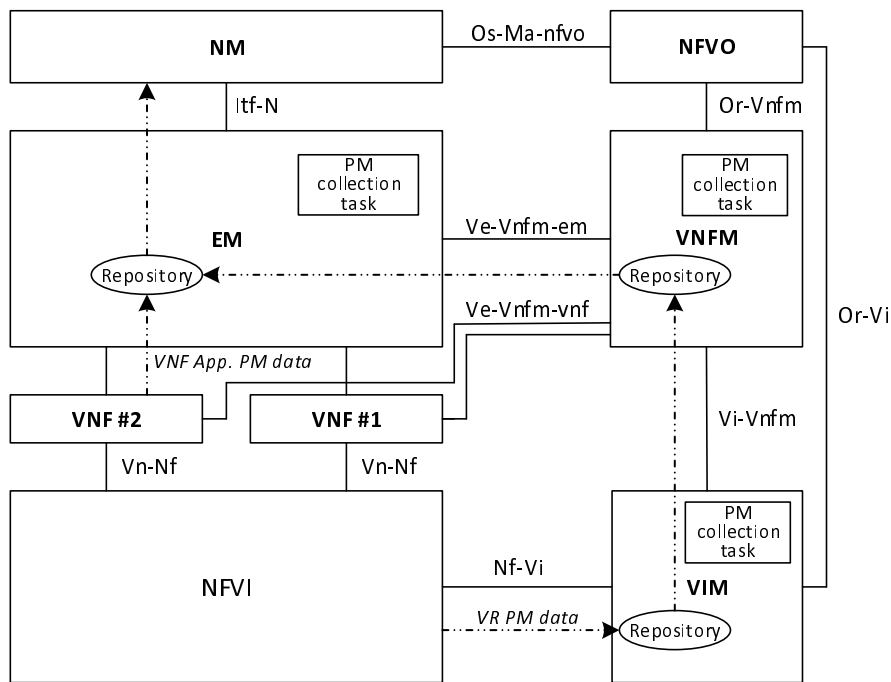 NM
Os-Ma-nfvo
NFVO
Itf-N
Or-Vnfm
PM
collection
task
PM
collection
task
EM
Ve-Vnfm-em
VNFM
Repository
Repository
Ve-Vnfm-vnf
Or-Vi
VNF App. PM data
VNF #2
VNF #1
Vi-Vnfm
Vn-Nf
Vn-Nf
PM
collection
task
NFVI
Nf-Vi
VIM
VR PM data
Repository